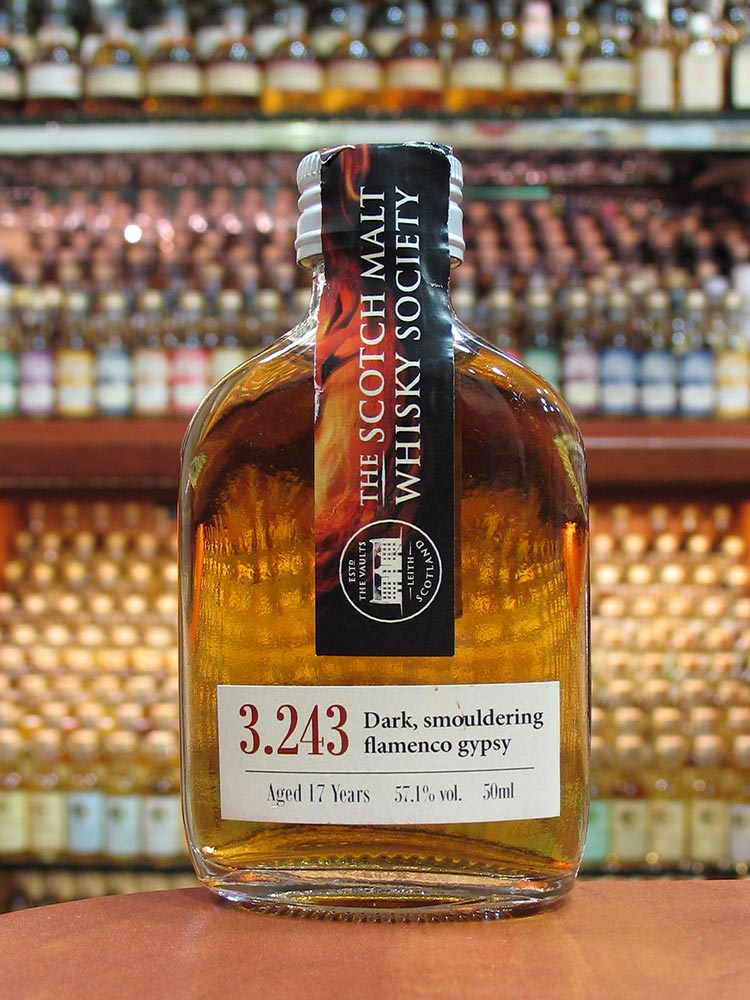 THE SCOTCH MALT
WHISKY SOCIETY
ESTD
THE VAULTS
LEITH
SCOTLAND
3.243
Dark, smouldering
flamenco gypsy
Aged 17 Years 57.1% vol. 50ml